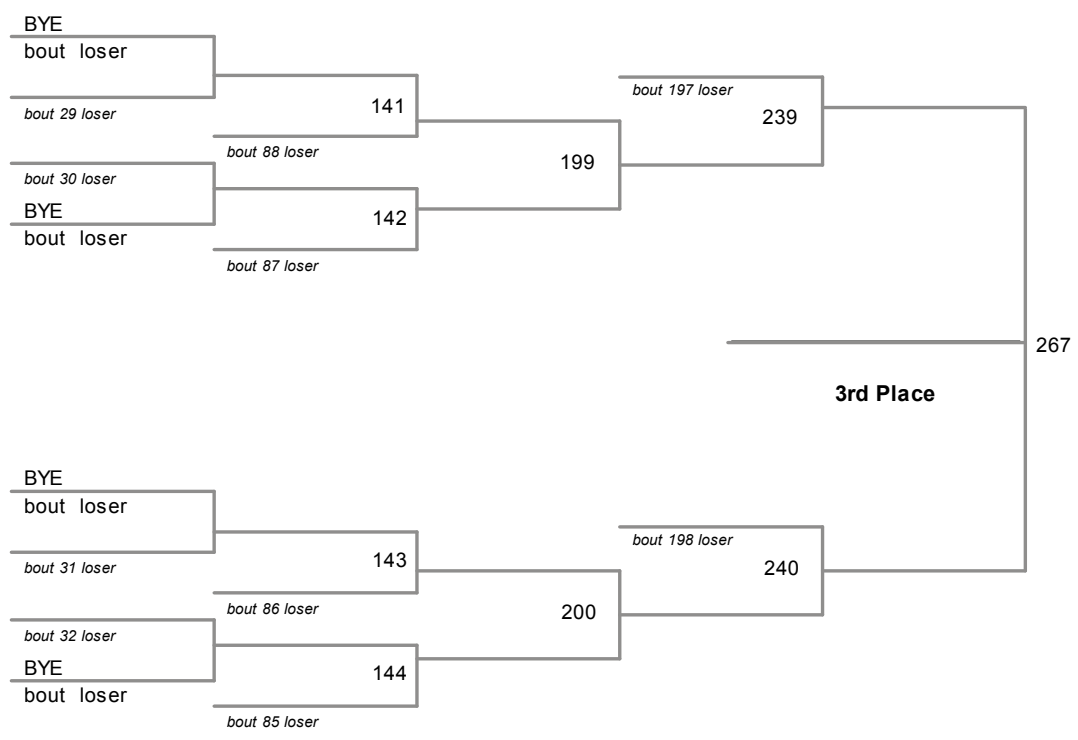 BYE
bout loser
bout 29 loser
141
bout 88 loser
bout 30 loser
BYE
bout loser
142
bout 87 loser
199
bout 197 loser
239
267
3rd Place
BYE
bout loser
bout 31 loser
143
bout 86 loser
bout 32 loser
BYE
bout loser
144
bout 85 loser
200
bout 198 loser
240